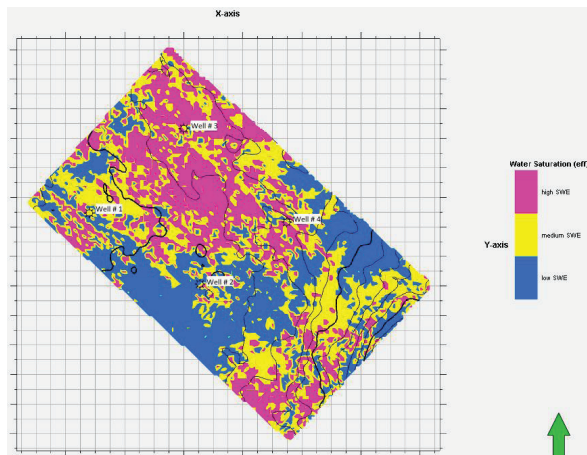 X-axis
Well # 3
Water Saturation (eff)
high SWE
Well # 1
Well # 4
medium SWE
Y-axis
Well # 2
low SWE